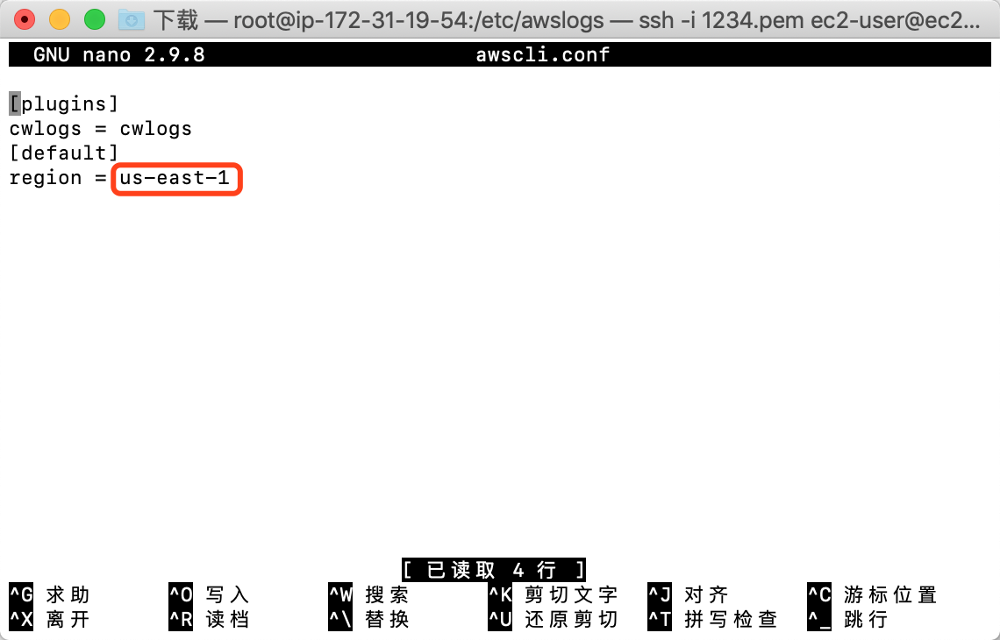 下载 — root@ip-172-31-19-54:/etc/awslogs — ssh -i 1234.pem ec2-user@ec2...
GNU nano 2.9.8 awscli.conf
[plugins]
cwlogs = cwlogs
[default]
region = us-east-1
[ 已读取 4 行 ]
^G 求助 ^O 写入 ^W 搜索 ^K 剪切文字 ^J 对齐 ^C 游标位置
^X 离开 ^R 读档 ^\ 替换 ^U 还原剪切 ^T 拼写检查 ^_ 跳行